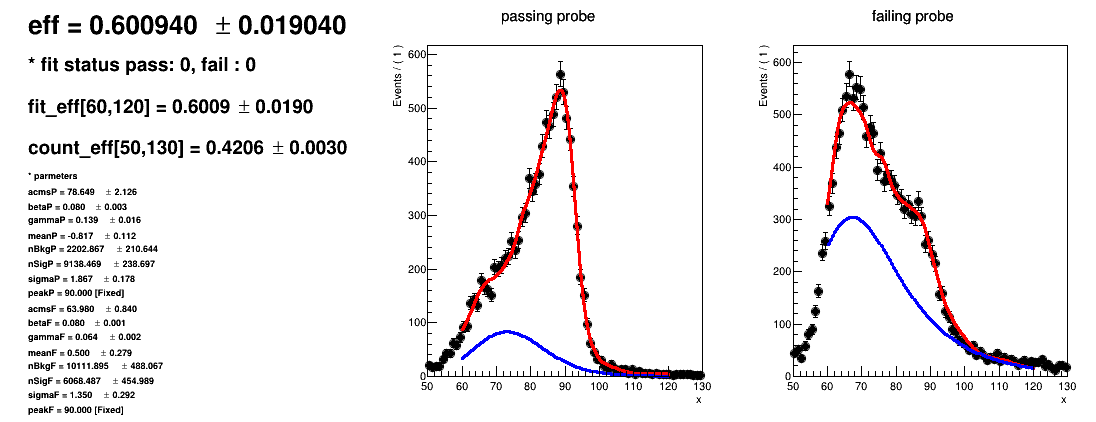 eff = 0.600940 ± 0.019040
* fit status pass: 0, fail : 0
fit_eff[60,120] = 0.6009 ± 0.0190
count_eff[50,130] = 0.4206 ± 0.0030
* parmeters
acmsP = 78.649 ± 2.126
betaP = 0.080 ± 0.003
gammaP = 0.139 ± 0.016
meanP = -0.817 ± 0.112
nBkgP = 2202.867 ± 210.644
nSigP = 9138.469 ± 238.697
sigmaP = 1.867 ± 0.178
peakP = 90.000 [Fixed]
acmsF = 63.980 ± 0.840
betaF = 0.080 ± 0.001
gammaF = 0.064 ± 0.002
meanF = 0.500 ± 0.279
nBkgF = 10111.895 ± 488.067
nSigF = 6068.487 ± 454.989
sigmaF = 1.350 ± 0.292
peakF = 90.000 [Fixed]
passing probe
Events / ( 1 )
600
500
400
300
200
100
0
50 60 70 80 90 100 110 120 130
x
failing probe
Events / ( 1 )
600
500
400
300
200
100
0
50 60 70 80 90 100 110 120 130
x